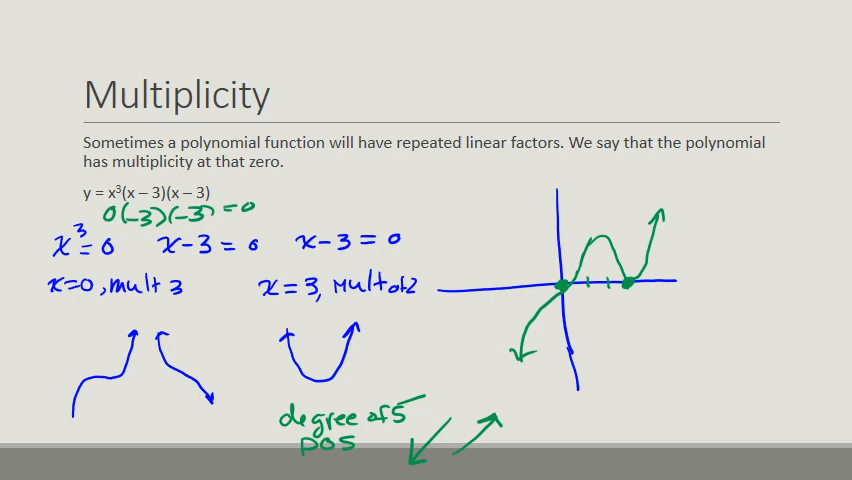 Multiplicity
Sometimes a polynomial function will have repeated linear factors. We say that the polynomial
has multiplicity at that zero.
y = x³(x – 3)(x – 3)
0(-3)(-3) = 0
x³ = 0 x-3 = 0 x-3 = 0
x=0, mult 3 x = 3, Mult of 2
degree of 5
pos